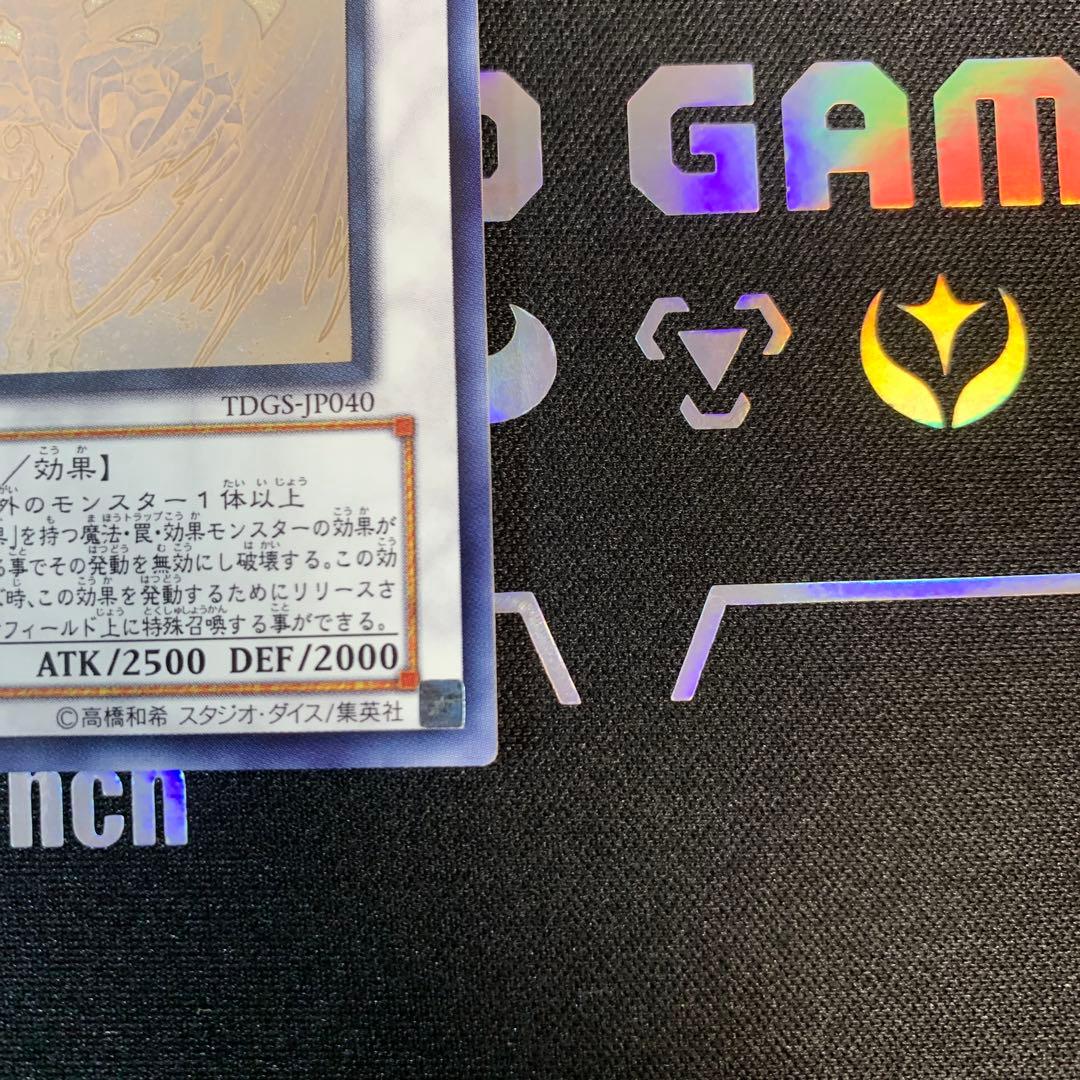 GAM
TDGS-JP040
／効果】
外のモンスター１体以上
」を持つ魔法・罠・効果モンスターの効果が
る事でその発動を無効にし破壊する。この効
時、この効果を発動するためにリリースさ
フィールド上に特殊召喚する事ができる。
ATK/2500 DEF/2000
©高橋和希 スタジオ・ダイス/集英社
nch